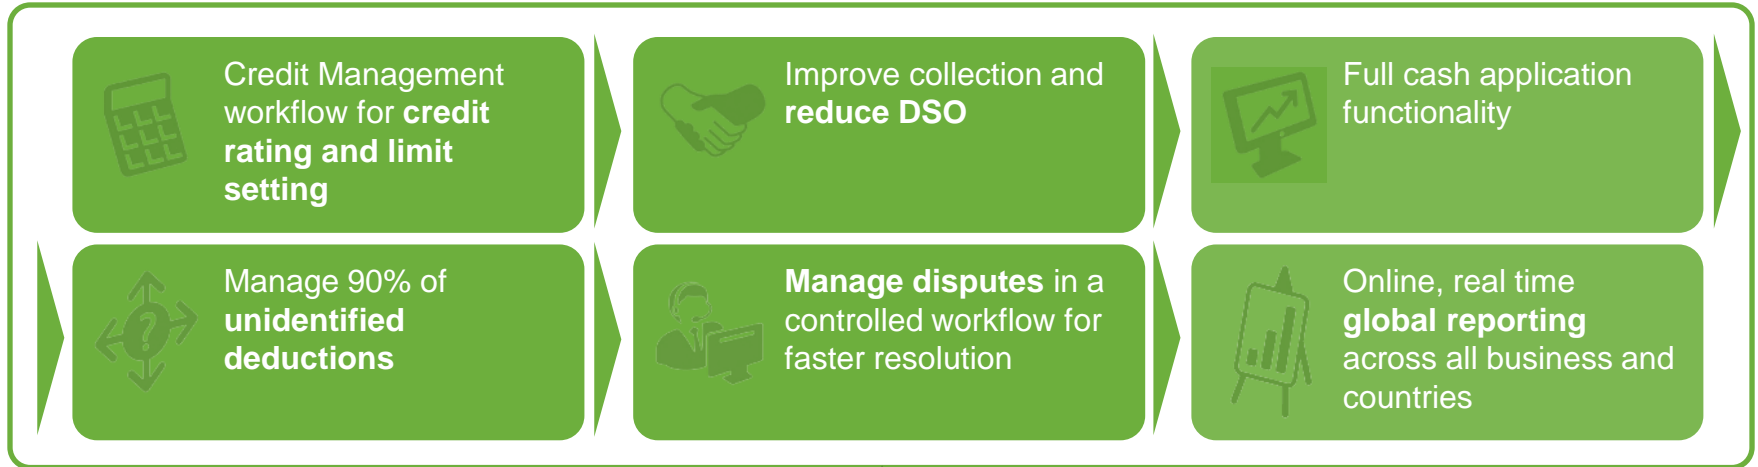 Credit Management
workflow for credit
rating and limit
setting
Improve collection and
reduce DSO
Full cash application
functionality
Manage 90% of
unidentified
deductions
?
Manage disputes in a
controlled workflow for
faster resolution
Online, real time
global reporting
across all business and
countries